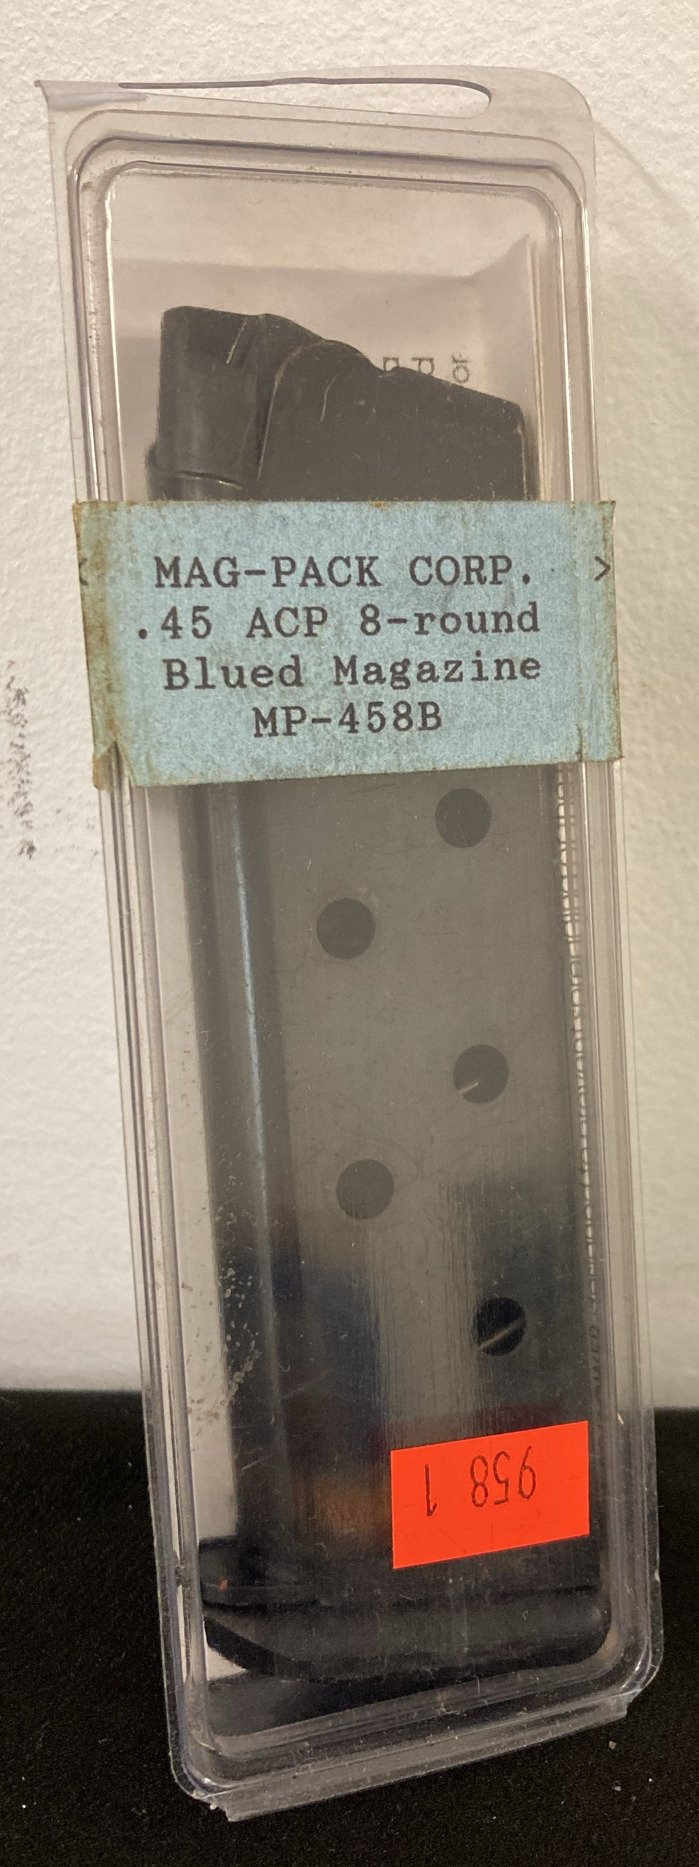 MAG-PACK CORP.
.45 ACP 8-round
Blued Magazine
MP-458B
958 1